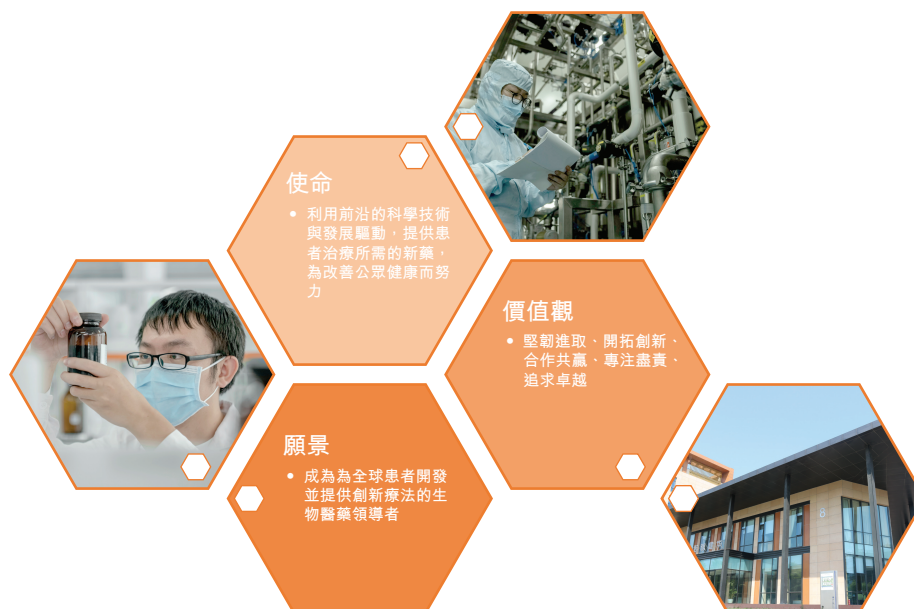 使命
• 利用前沿的科學技術
與發展驅動，提供患
者治療所需的新藥，
為改善公眾健康而努
力
價值觀
• 堅韌進取、開拓創新、
合作共贏、專注盡責、
追求卓越
願景
• 成為為全球患者開發
並提供創新療法的生
物醫藥領導者
8